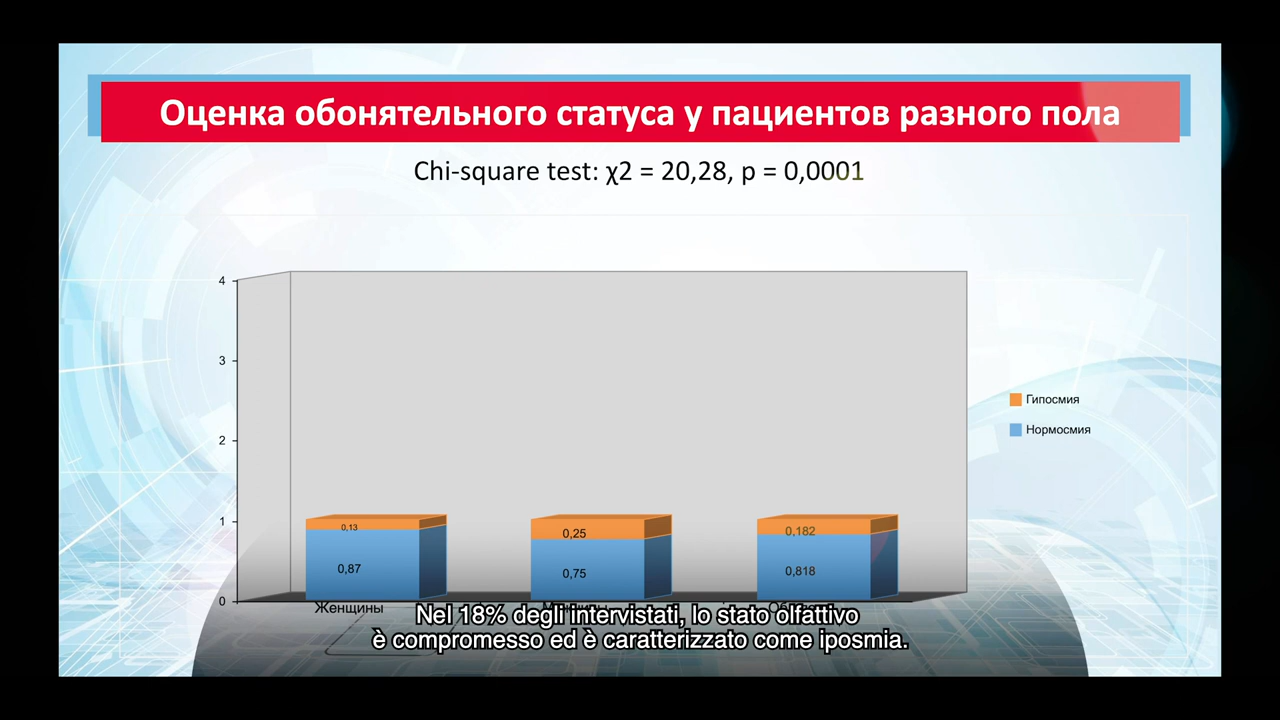 Оценка обонятельного статуса у пациентов разного пола
Chi-square test: χ2 = 20,28, p = 0,0001
4
3
2
1
0
Гипосмия
Нормосмия
0,13
0,25
0,182
0,87
0,75
0,818
Женщины
Nel 18% degli intervistati, lo stato olfattivo
è compromesso ed è caratterizzato come iposmia.